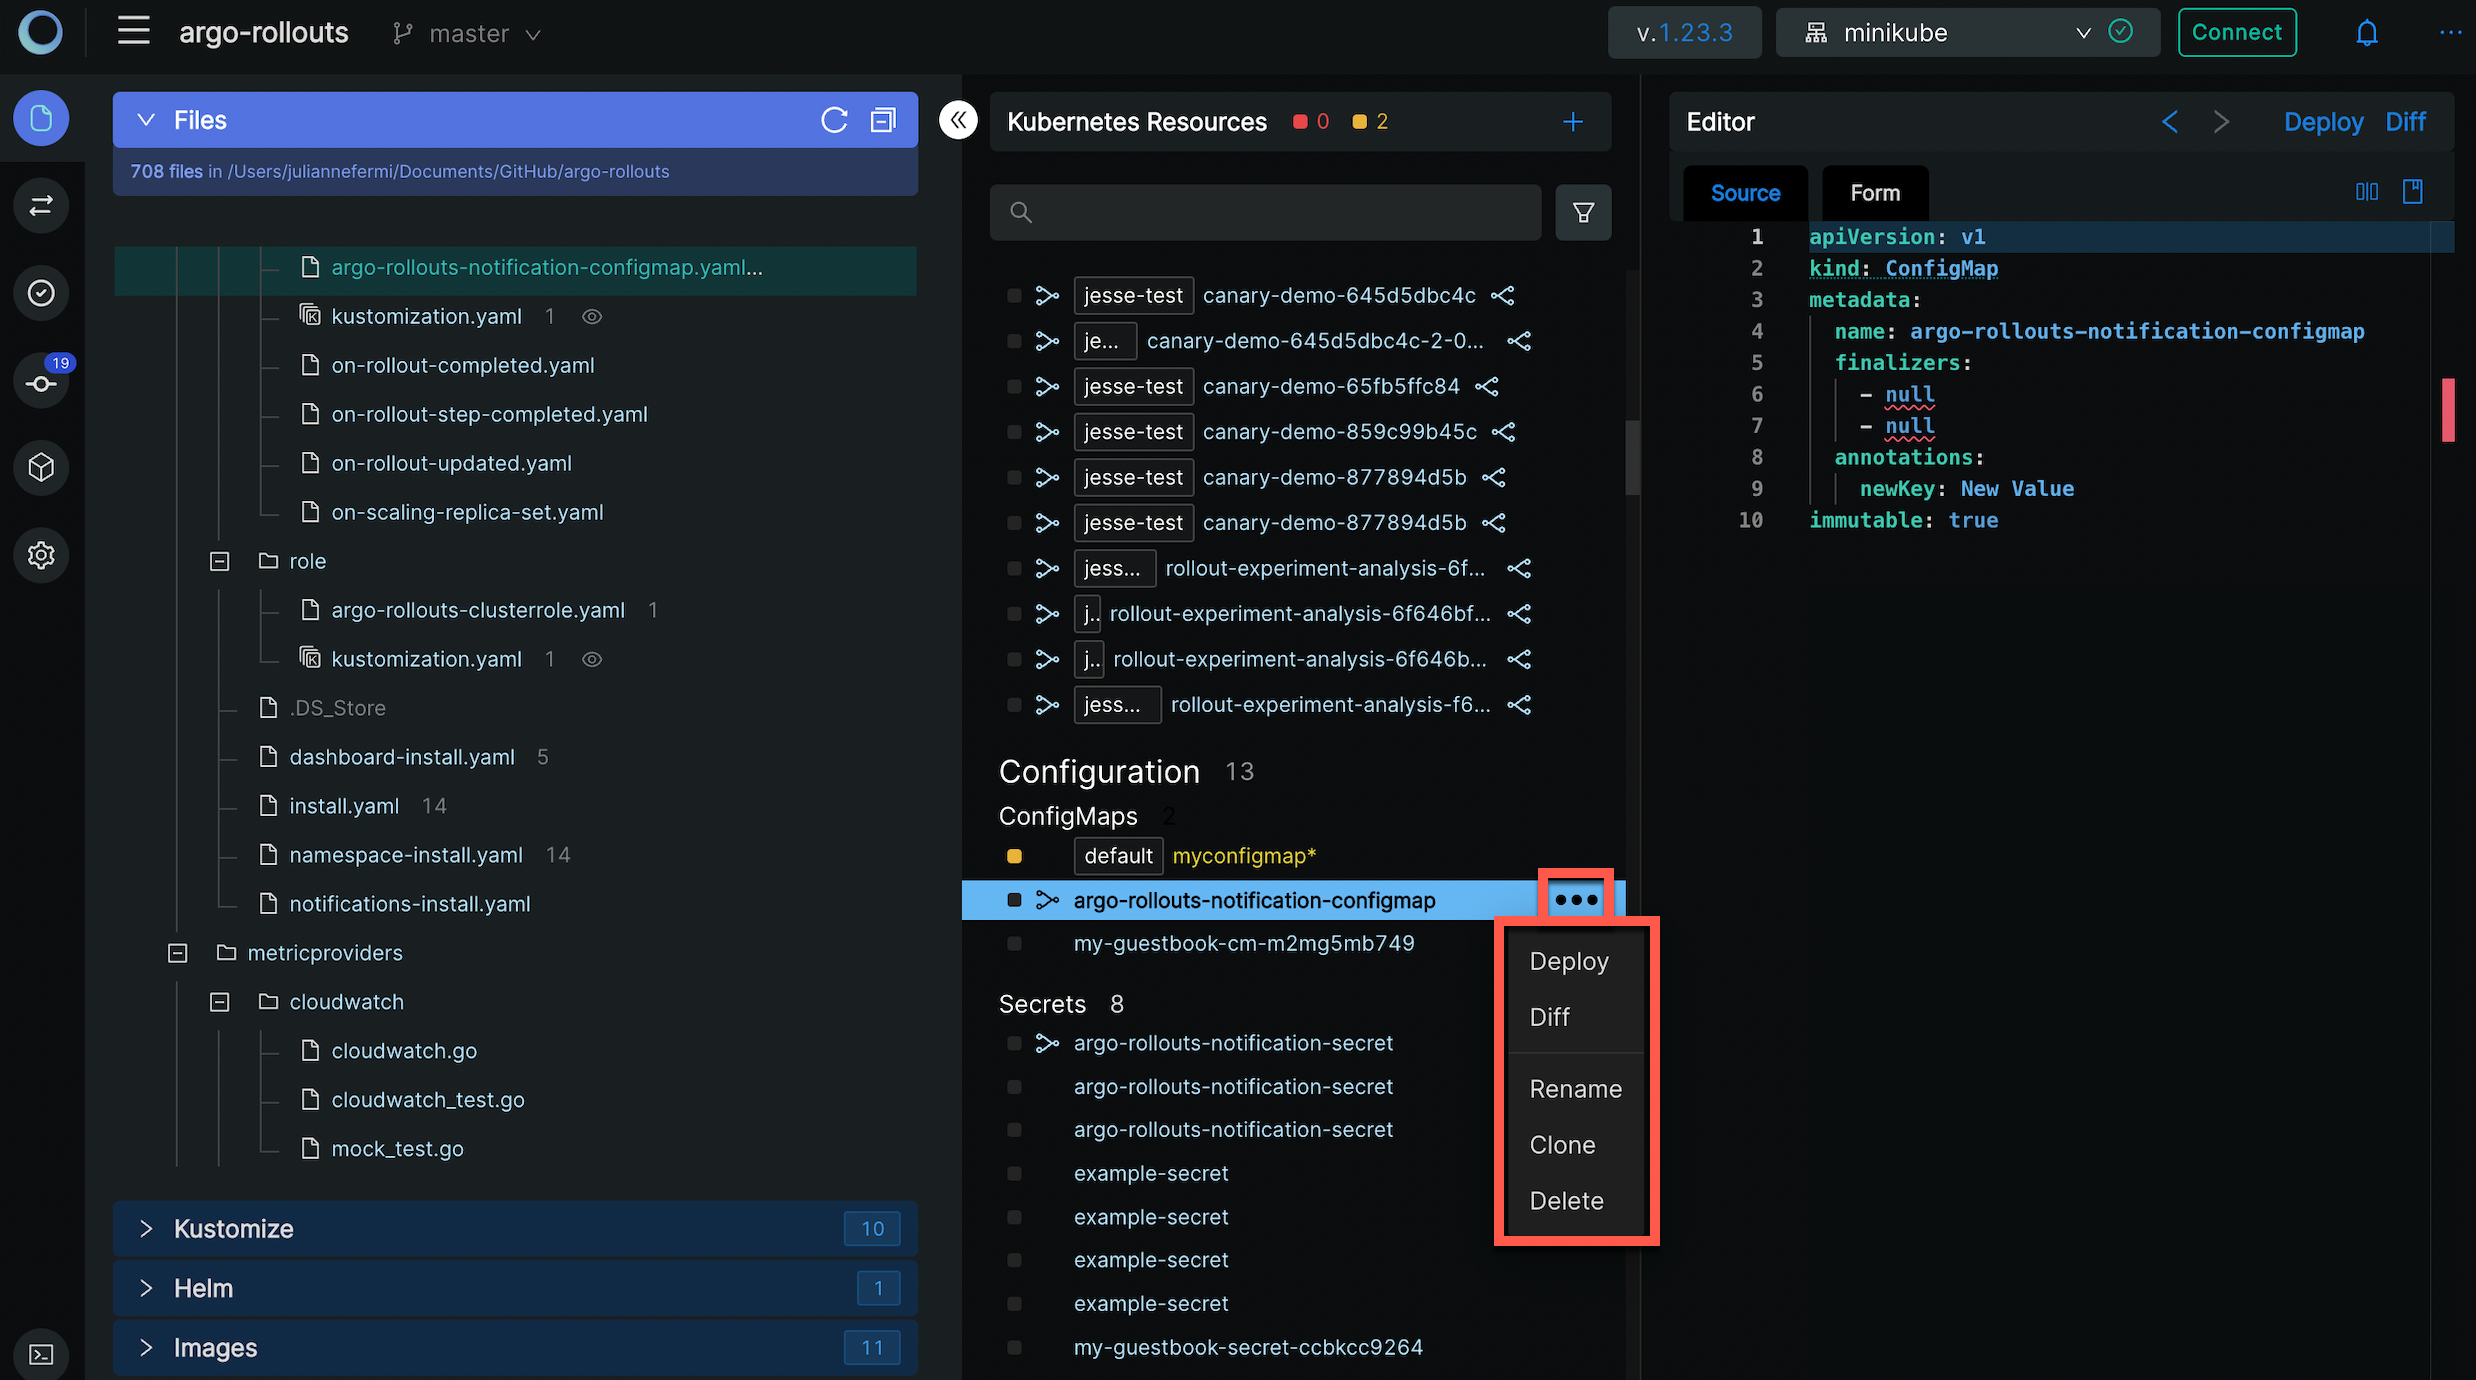 argo-rollouts
master
v.1.23.3
minikube
Connect
Files
708 files in /Users/juliannefermi/Documents/GitHub/argo-rollouts
argo-rollouts-notification-configmap.yaml...
kustomization.yaml 1
on-rollout-completed.yaml
on-rollout-step-completed.yaml
on-rollout-updated.yaml
on-scaling-replica-set.yaml
role
argo-rollouts-clusterrole.yaml 1
kustomization.yaml 1
.DS_Store
dashboard-install.yaml 5
install.yaml 14
namespace-install.yaml 14
notifications-install.yaml
metricproviders
cloudwatch
cloudwatch.go
cloudwatch_test.go
mock_test.go
Kustomize 10
Helm 1
Images 11
19
Kubernetes Resources 0 2
jesse-test canary-demo-645d5dbc4c
je... canary-demo-645d5dbc4c-2-0...
jesse-test canary-demo-65fb5ffc84
jesse-test canary-demo-859c99b45c
jesse-test canary-demo-877894d5b
jesse-test canary-demo-877894d5b
jess... rollout-experiment-analysis-6f...
j.. rollout-experiment-analysis-6f646bf...
j.. rollout-experiment-analysis-6f646b...
jess... rollout-experiment-analysis-f6...
Configuration 13
ConfigMaps 2
default myconfigmap*
argo-rollouts-notification-configmap
my-guestbook-cm-m2mg5mb749
Secrets 8
argo-rollouts-notification-secret
argo-rollouts-notification-secret
argo-rollouts-notification-secret
example-secret
example-secret
example-secret
example-secret
my-guestbook-secret-ccbkcc9264
Deploy
Diff
Rename
Clone
Delete
Editor
Deploy Diff
Source Form
1 apiVersion: v1
2 kind: ConfigMap
3 metadata:
4 name: argo-rollouts-notification-configmap
5 finalizers:
6 - null
7 - null
8 annotations:
9 newKey: New Value
10 immutable: true